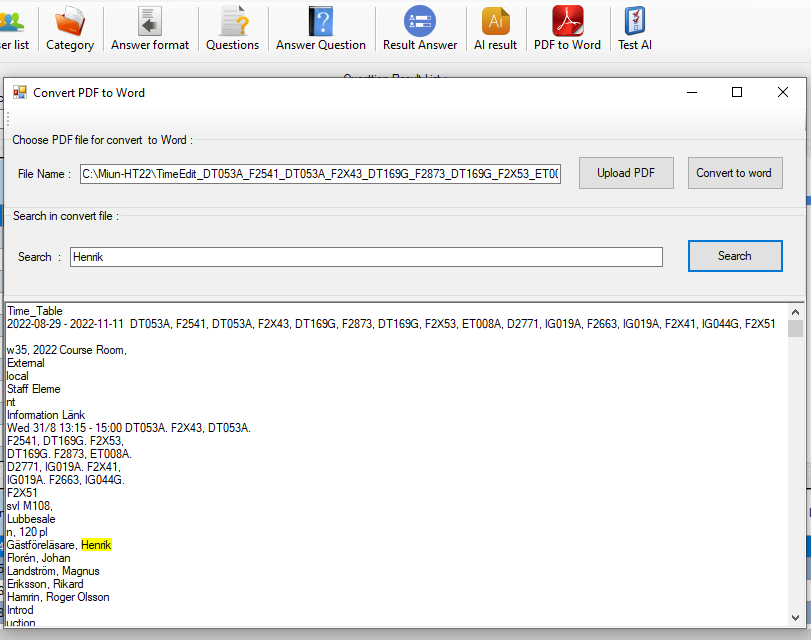 er list
Category
Answer format
Questions
Answer Question
Result Answer
Ai
AI result
PDF to Word
Test AI
Convert PDF to Word
Choose PDF file for convert to Word :
File Name :
C:\Miun-HT22\TimeEdit_DT053A_F2541_DT053A_F2X43_DT169G_F2873_DT169G_F2X53_ET00
Upload PDF
Convert to word
Search in convert file :
Search :
Henrik
Search
Time_Table
2022-08-29 - 2022-11-11 DT053A, F2541, DT053A, F2X43, DT169G, F2873, DT169G, F2X53, ET008A, D2771, IG019A, F2663, IG019A, F2X41, IG044G, F2X51
w35, 2022 Course Room,
External
local
Staff Eleme
nt
Information Länk
Wed 31/8 13:15 - 15:00 DT053A. F2X43, DT053A.
F2541, DT169G. F2X53,
DT169G. F2873, ET008A.
D2771, IG019A. F2X41,
IG019A. F2663, IG044G.
F2X51
svl M108,
Lubbesale
n, 120 pl
Gästföreläsare, Henrik
Florén, Johan
Landström, Magnus
Eriksson, Rikard
Hamrin, Roger Olsson
Introd
uction